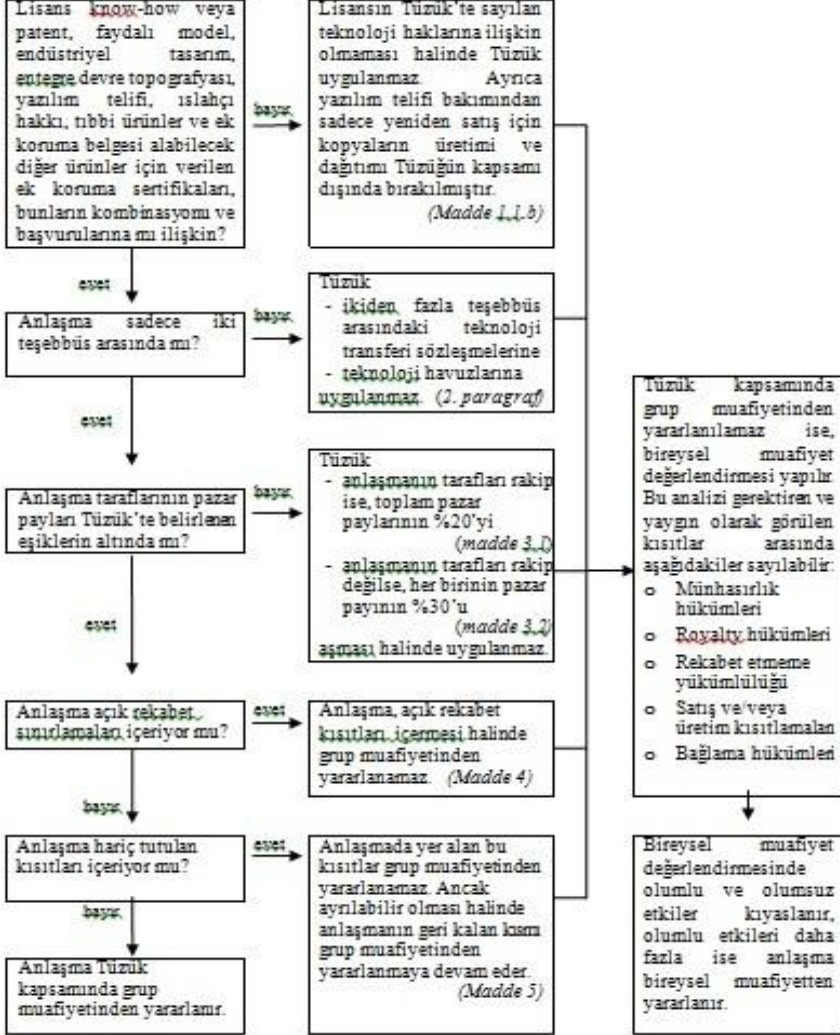 Lisans know-how veya
patent, faydalı model,
endüstriyel tasarım,
entegre devre topografyası,
yazılım telifi, ıslahçı
hakkı, tıbbi ürünler ve ek
koruma belgesi alabilecek
diğer ürünler için verilen
ek koruma sertifikaları,
bunların kombinasyonu ve
başvurularına mı ilişkin?
hayır
Lisansın Tüzük'te sayılan
teknoloji haklarına ilişkin
olmaması halinde Tüzük
uygulanmaz. Ayrıca
yazılım telifi bakımından
sadece yeniden satış için
kopyaların üretimi ve
dağıtımı Tüzüğün kapsamı
dışında bırakılmıştır.
(Madde 1,1,b)
evet
Anlaşma sadece iki
teşebbüs arasında mı?
hayır
Tüzük
- ikiden fazla teşebbüs
arasındaki teknoloji
transferi sözleşmelerine
- teknoloji havuzlarına
uygulanmaz. (2. paragraf)
evet
Anlaşma taraflarının pazar
payları Tüzük'te belirlenen
eşiklerin altında mı?
hayır
Tüzük
- anlaşmanın tarafları rakip
ise, toplam pazar
paylarının %20'yi
(madde 3,1)
- anlaşmanın tarafları rakip
değilse, her birinin pazar
payının %30'u
(madde 3,2)
aşması halinde uygulanmaz.
evet
Anlaşma açık rekabet
sınırlamaları içeriyor mu?
evet
Anlaşma, açık rekabet
kısıtları içermesi halinde
grup muafiyetinden
yararlanamaz. (Madde 4)
hayır
Anlaşma hariç tutulan
kısıtları içeriyor mu?
evet
Anlaşmada yer alan bu
kısıtlar grup muafiyetinden
yararlanamaz. Ancak
ayrılabilir olması halinde
anlaşmanın geri kalan kısmı
grup muafiyetinden
yararlanmaya devam eder.
(Madde 5)
hayır
Anlaşma Tüzük
kapsamında grup
muafiyetinden yararlanır.
Tüzük kapsamında
grup muafiyetinden
yararlanılamaz ise,
bireysel muafiyet
değerlendirmesi yapılır.
Bu analizi gerektiren ve
yaygın olarak görülen
kısıtlar arasında
aşağıdakiler sayılabilir:
o Münhasırlık
hükümleri
o Royalty hükümleri
o Rekabet etmeme
yükümlülüğü
o Satış ve/veya
üretim kısıtlamaları
o Bağlama hükümleri
Bireysel muafiyet
değerlendirmesinde
olumlu ve olumsuz
etkiler kıyaslanır,
olumlu etkileri daha
fazla ise anlaşma
bireysel muafiyetten
yararlanır.